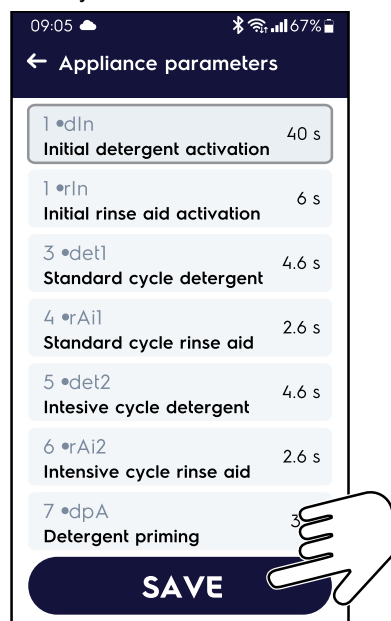 09:05 67%
← Appliance parameters
1 •dIn
40 s
Initial detergent activation
1 •rIn
6 s
Initial rinse aid activation
3 •det1
4.6 s
Standard cycle detergent
4 •rAi1
2.6 s
Standard cycle rinse aid
5 •det2
4.6 s
Intesive cycle detergent
6 •rAi2
2.6 s
Intensive cycle rinse aid
7 •dpA
Detergent priming
SAVE